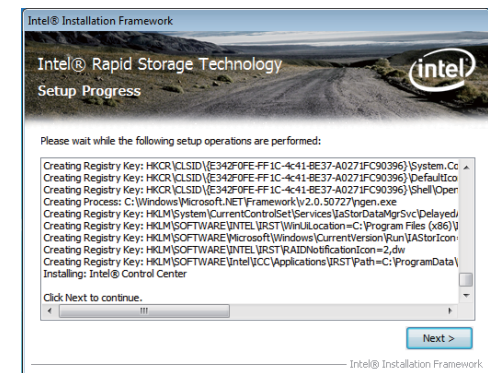 Intel® Installation Framework
Intel® Rapid Storage Technology
Setup Progress
intel
Please wait while the following setup operations are performed:
Creating Registry Key: HKCR\CLSID\{E342F0FE-FF1C-4c41-BE37-A0271FC90396}\System.Co
Creating Registry Key: HKCR\CLSID\{E342F0FE-FF1C-4c41-BE37-A0271FC90396}\DefaultIco
Creating Registry Key: HKCR\CLSID\{E342F0FE-FF1C-4c41-BE37-A0271FC90396}\Shell\Open
Creating Process: C:\Windows\Microsoft.NET\Framework\v2.0.50727\ngen.exe
Creating Registry Key: HKLM\System\CurrentControlSet\Services\IaStorDataMgrSvc\Delayed
Creating Registry Key: HKLM\SOFTWARE\INTEL\IRST\WinUiLocation=C:\Program Files (x86)\I
Creating Registry Key: HKLM\SOFTWARE\Microsoft\Windows\CurrentVersion\Run\IAStorIcon=
Creating Registry Key: HKLM\SOFTWARE\INTEL\IRST\RAIDNotificationIcon=2,dw
Creating Registry Key: HKLM\SOFTWARE\Intel\ICC\Applications\IRST\Path=C:\ProgramData\
Installing: Intel® Control Center
Click Next to continue.
Next >
Intel® Installation Framework